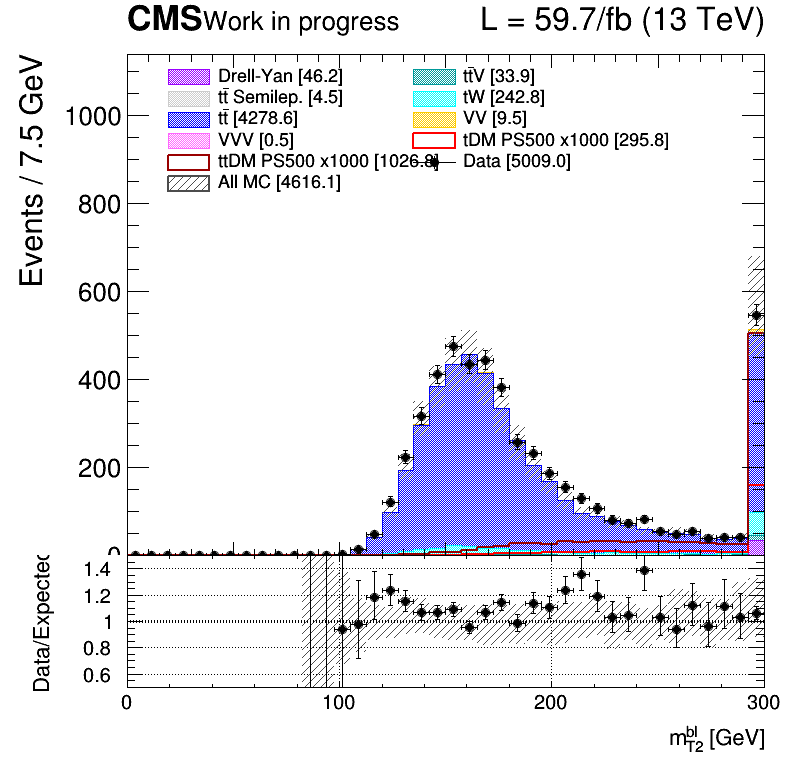 CMS Work in progress L = 59.7/fb (13 TeV)
Events / 7.5 GeV
Drell-Yan [46.2] tt̄V [33.9]
tt̄ Semilep. [4.5] tW [242.8]
tt̄ [4278.6] VV [9.5]
VVV [0.5] tDM PS500 x1000 [295.8]
ttDM PS500 x1000 [1026.8] Data [5009.0]
All MC [4616.1]
1000
800
600
400
200
0
Data/Expected
1.4
1.2
1
0.8
0.6
0 100 200 300
m_{T2}^{bl} [GeV]